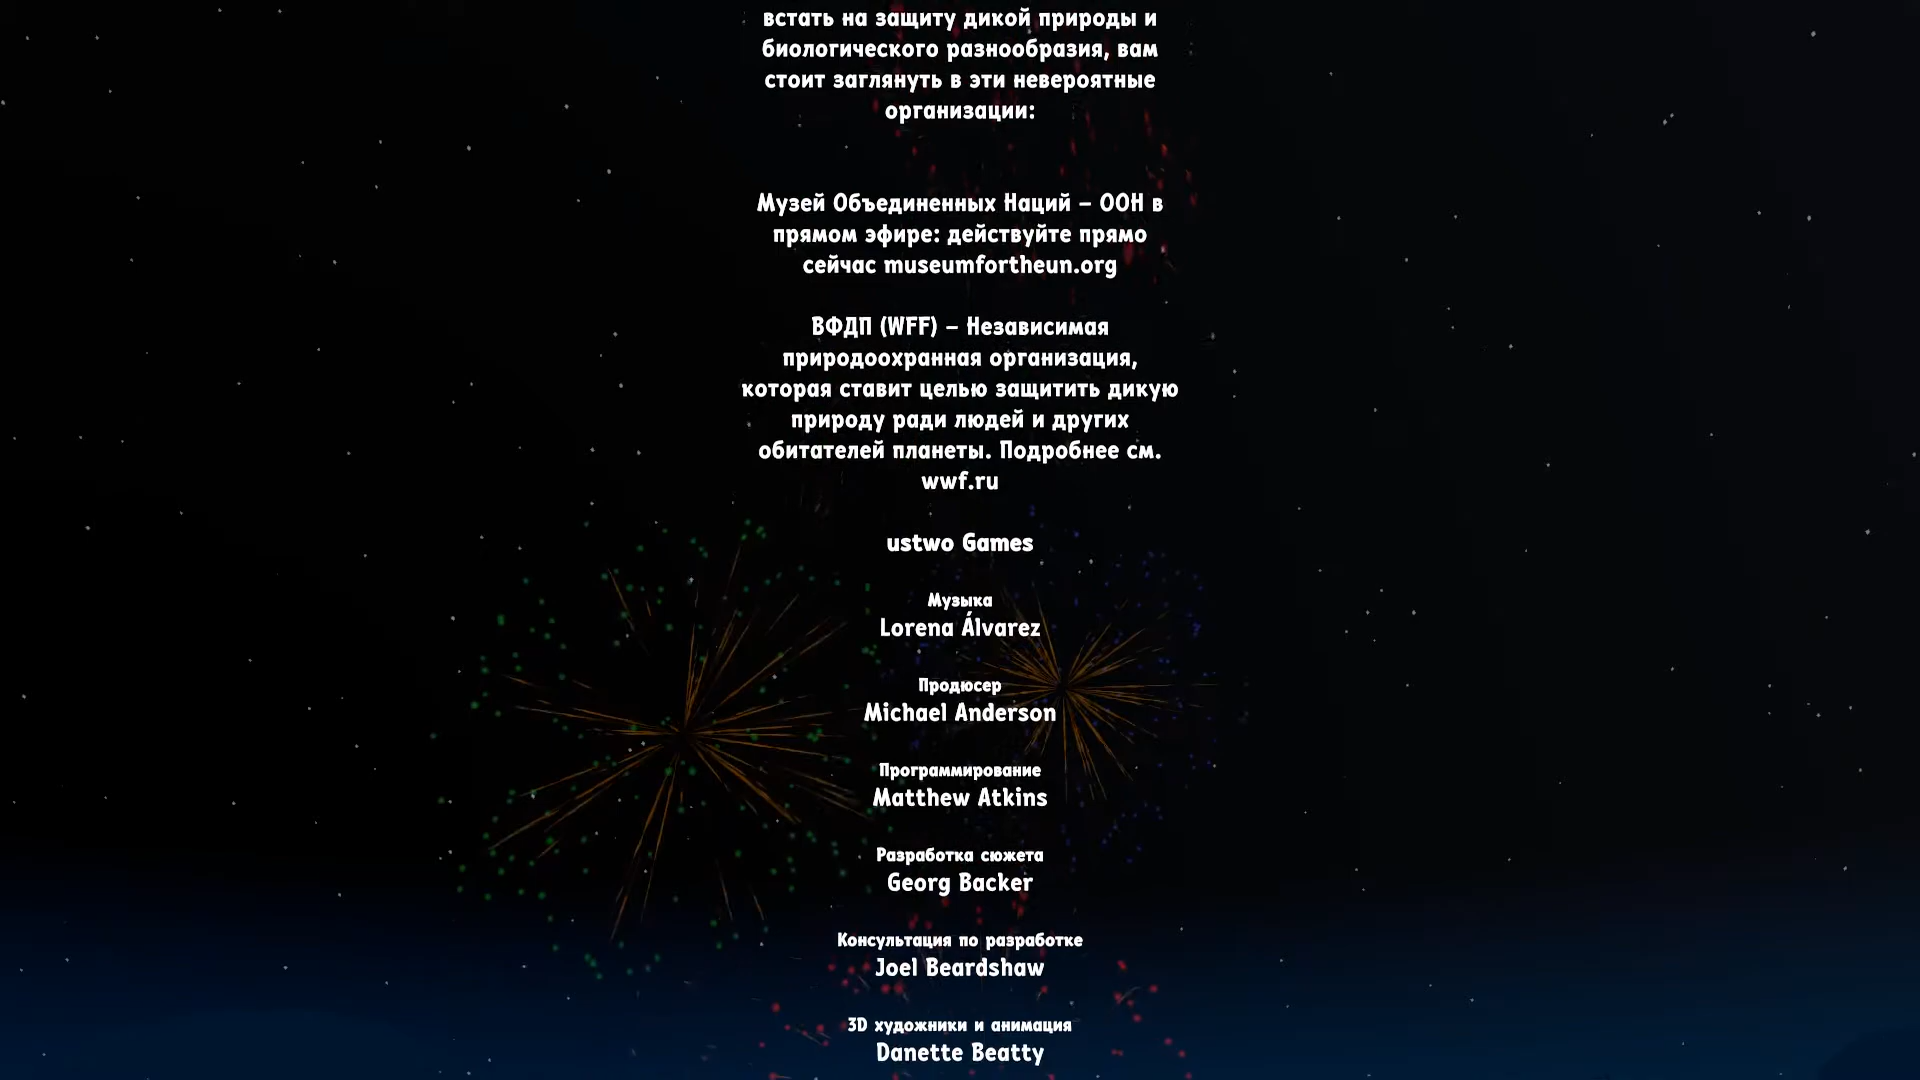 встать на защиту дикой природы и
биологического разнообразия, вам
стоит заглянуть в эти невероятные
организации:
Музей Объединенных Наций – ООН в
прямом эфире: действуйте прямо
сейчас museumfortheun.org
ВФДП (WFF) – Независимая
природоохранная организация,
которая ставит целью защитить дикую
природу ради людей и других
обитателей планеты. Подробнее см.
wwf.ru
ustwo Games
Музыка
Lorena Álvarez
Продюсер
Michael Anderson
Программирование
Matthew Atkins
Разработка сюжета
Georg Backer
Консультация по разработке
Joel Beardshaw
3D художники и анимация
Danette Beatty